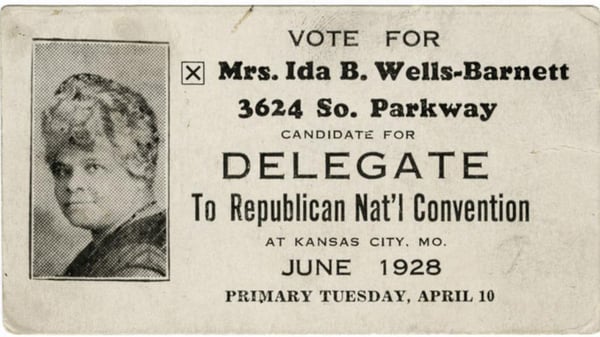 VOTE FOR
☒ Mrs. Ida B. Wells-Barnett
3624 So. Parkway
CANDIDATE FOR
DELEGATE
To Republican Nat'l Convention
AT KANSAS CITY, MO.
JUNE 1928
PRIMARY TUESDAY, APRIL 10